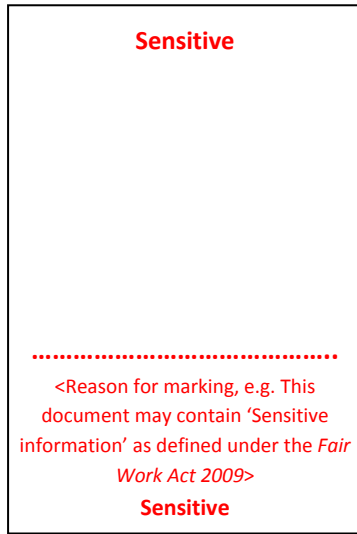 Sensitive
…………………………………..
<Reason for marking, e.g. This
document may contain ‘Sensitive
information’ as defined under the Fair
Work Act 2009>
Sensitive